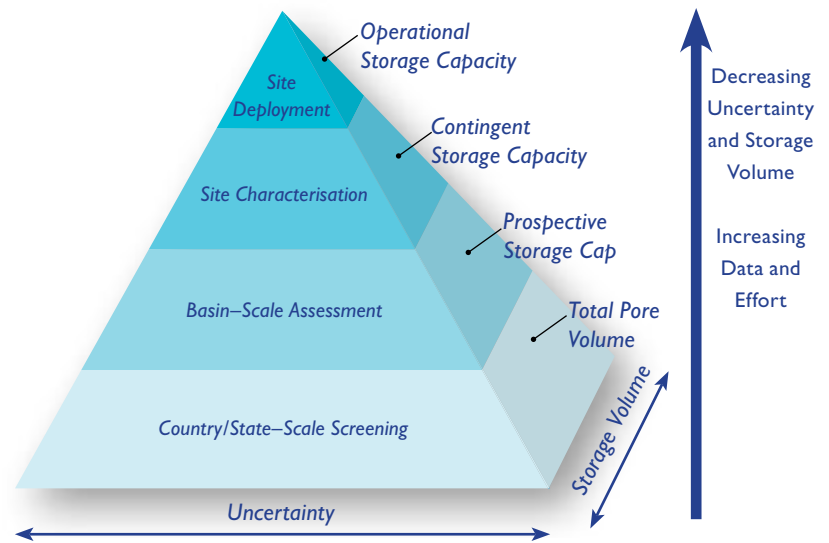 Operational
Storage Capacity
Site
Deployment
Contingent
Storage Capacity
Site Characterisation
Prospective
Storage Cap
Basin–Scale Assessment
Total Pore
Volume
Country/State–Scale Screening
Storage Volume
Uncertainty
Decreasing
Uncertainty
and Storage
Volume
Increasing
Data and
Effort